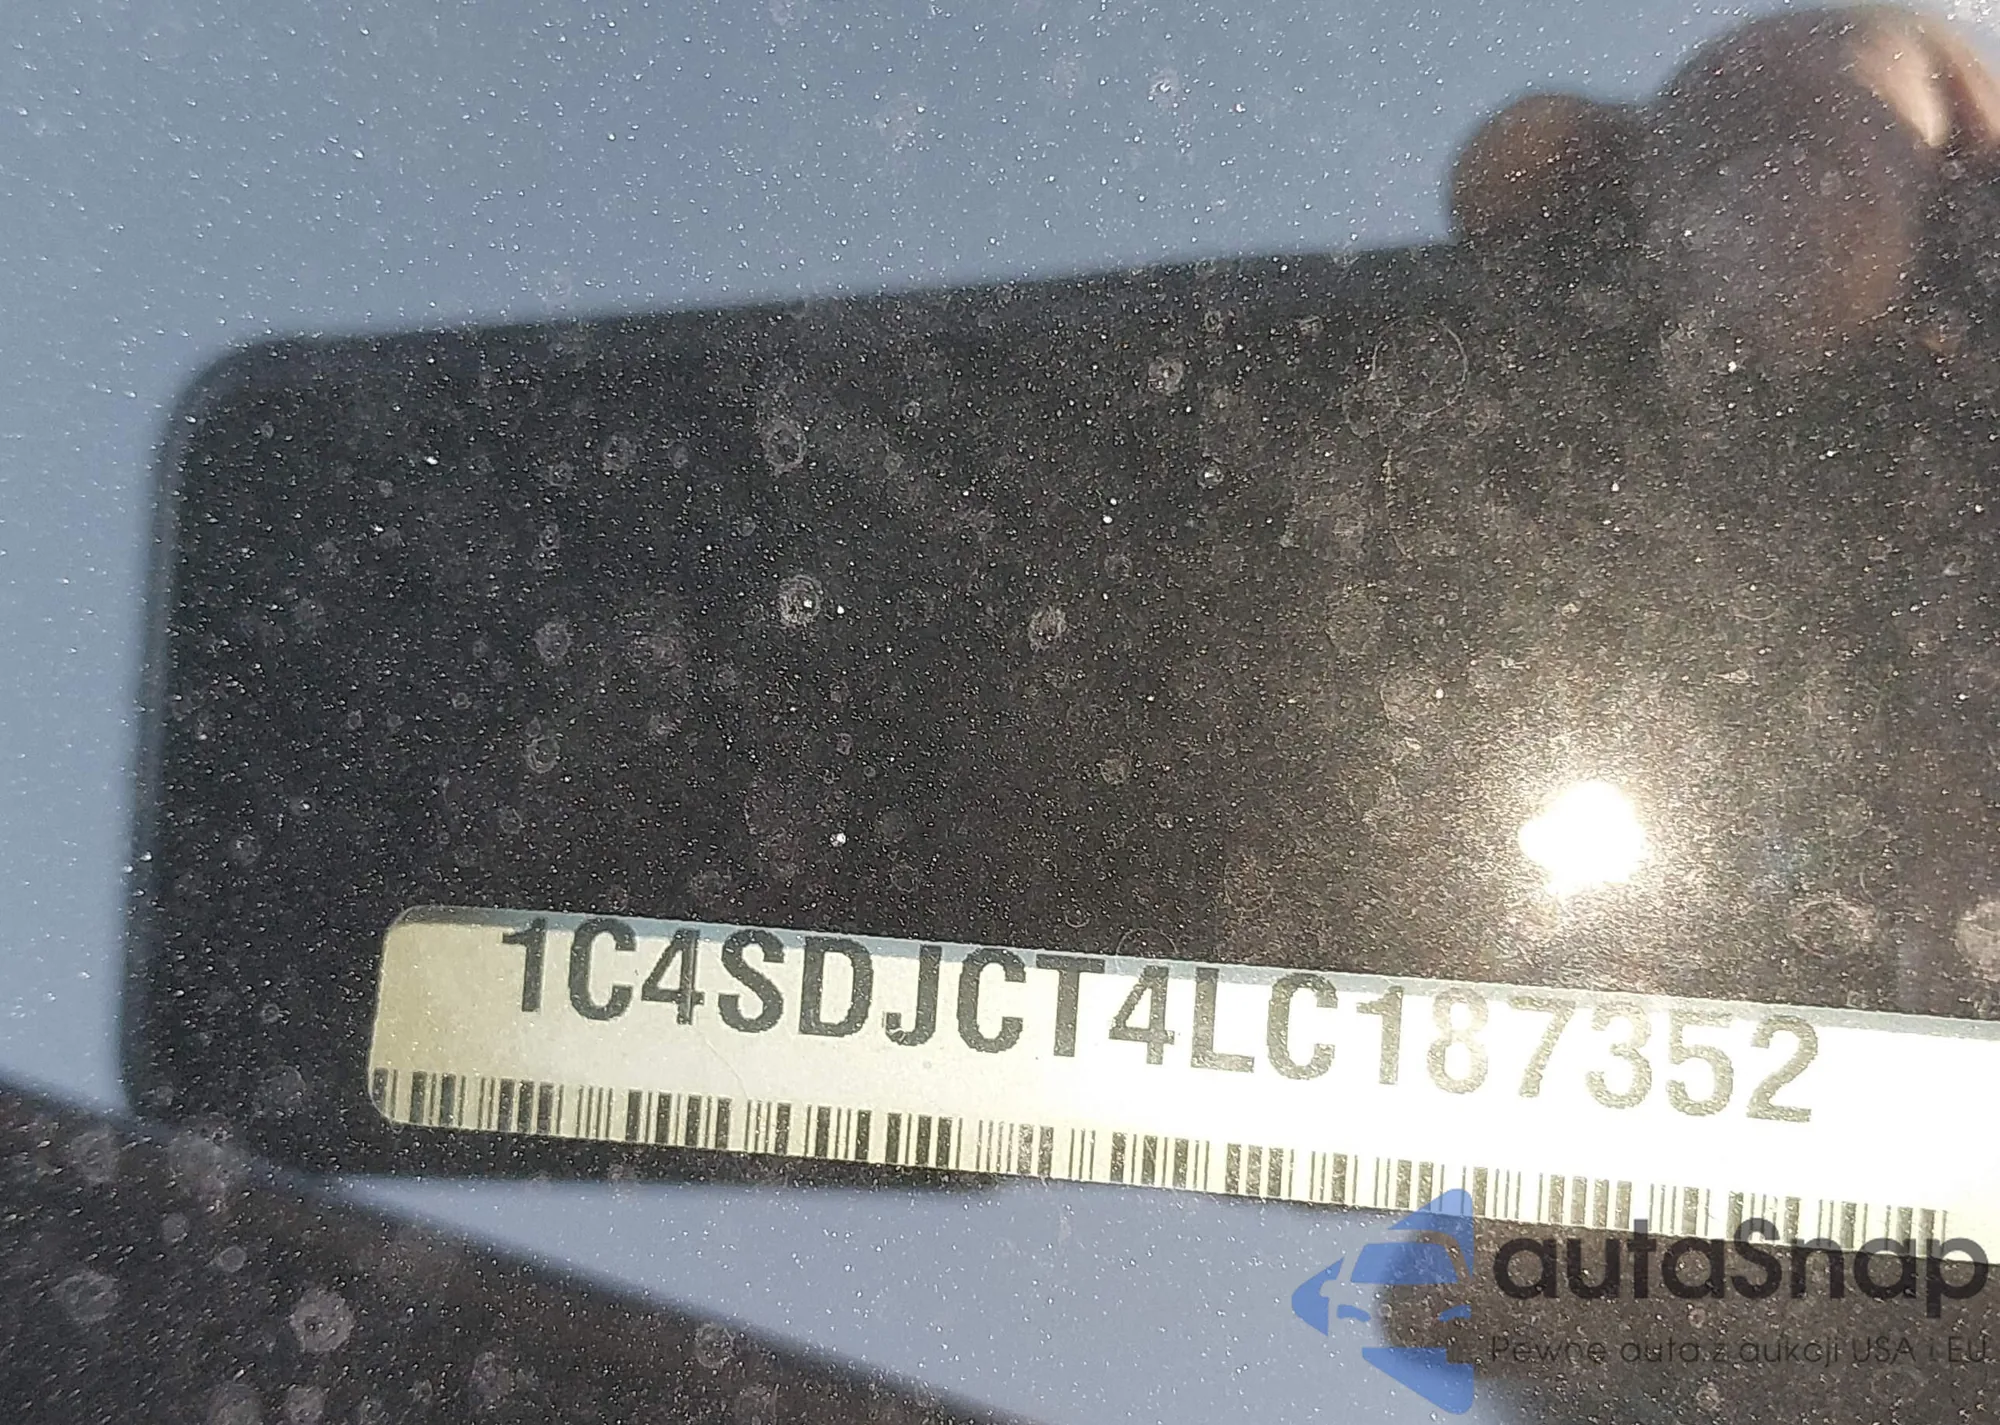 1C4SDJCT4LC187352
autaSnap
Pewne auta z aukcji USA i EU